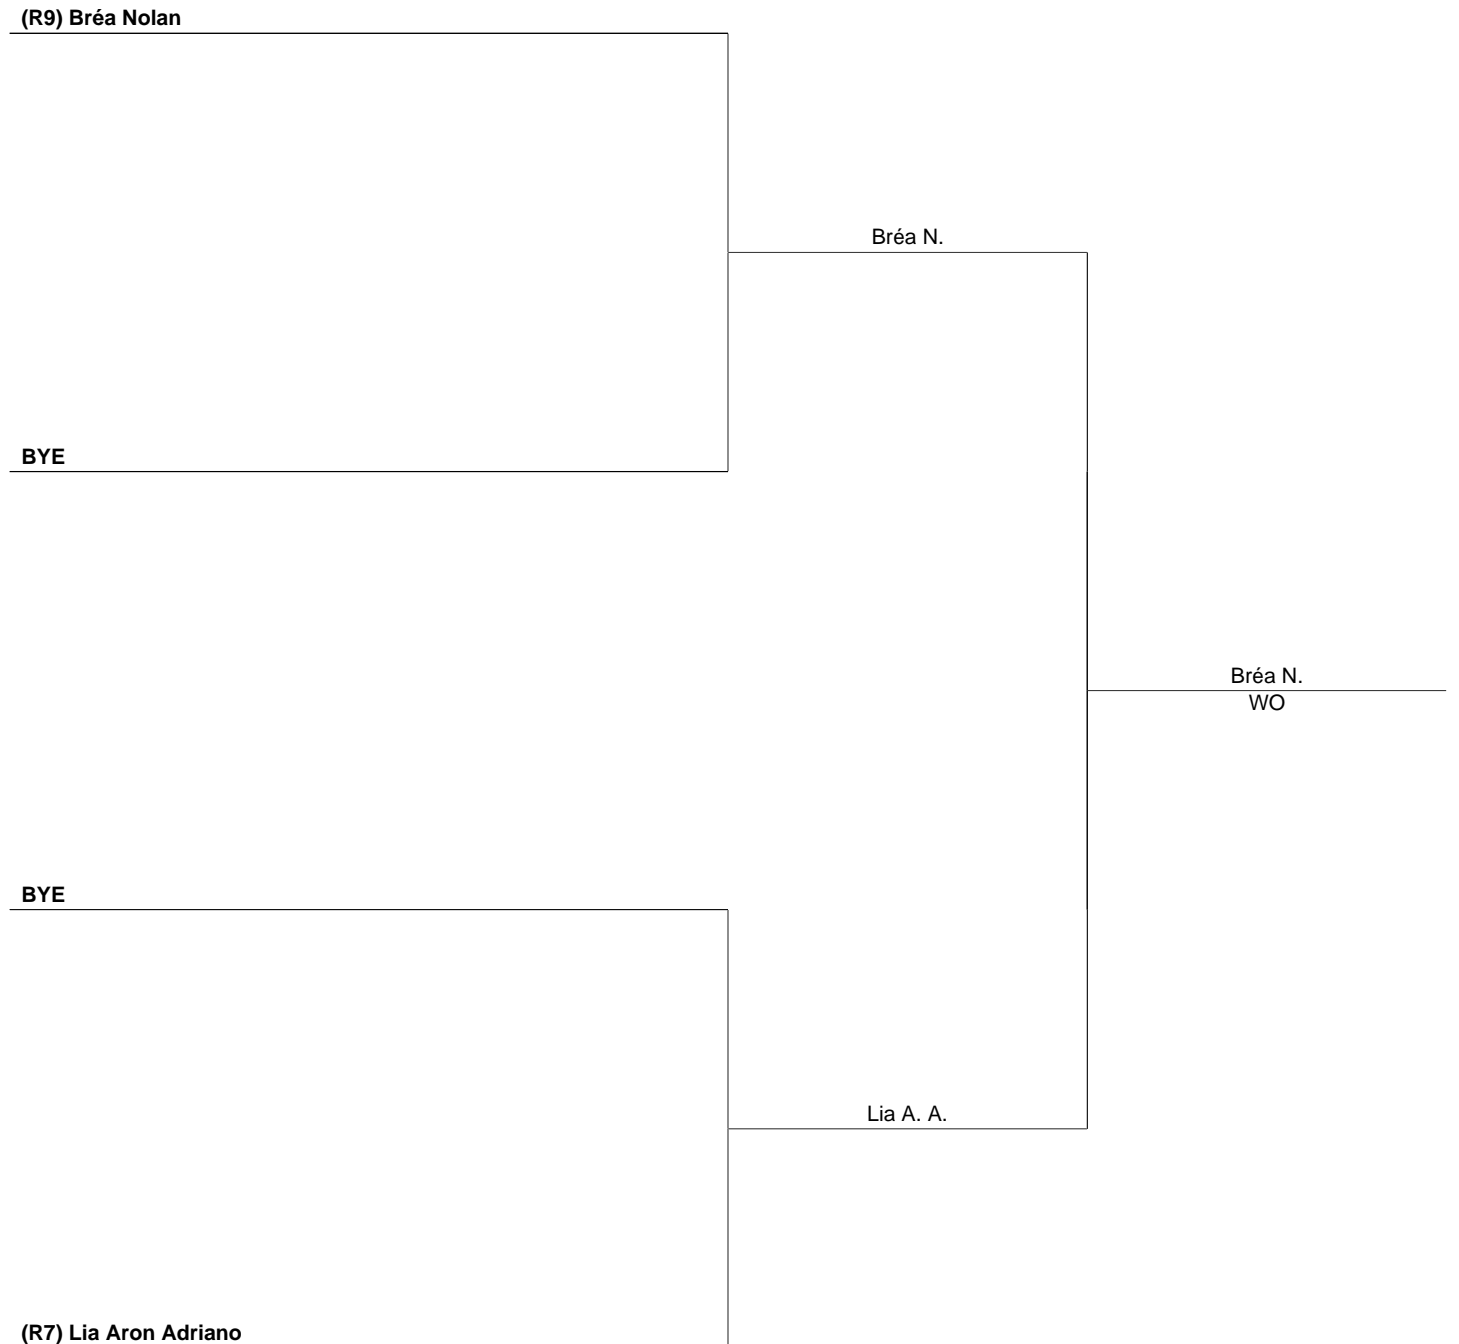 (R9) Bréa Nolan
Bréa N.
BYE
Bréa N.
WO
BYE
Lia A. A.
(R7) Lia Aron Adriano